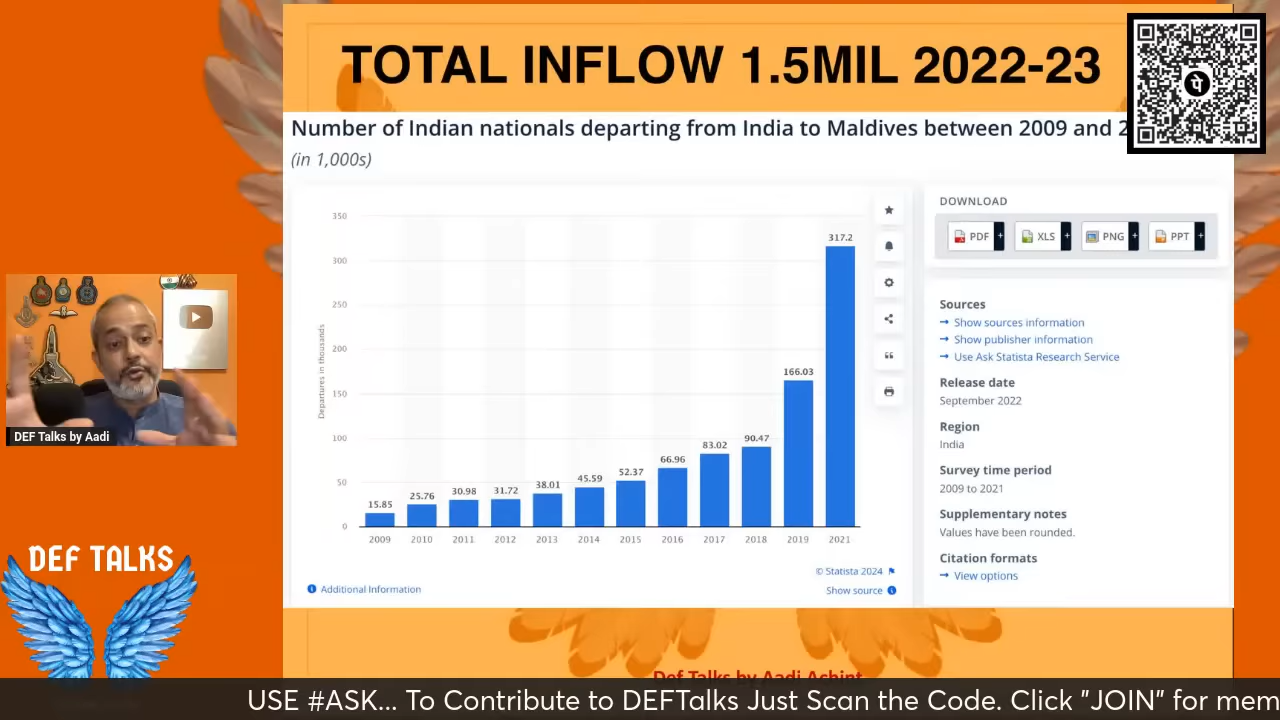 TOTAL INFLOW 1.5MIL 2022-23
पे
Number of Indian nationals departing from India to Maldives between 2009 and 2
(in 1,000s)
Departures in thousands
350
300
250
200
150
100
50
0
15.85
25.76
30.98
31.72
38.01
45.59
52.37
66.96
83.02
90.47
166.03
317.2
2009
2010
2011
2012
2013
2014
2015
2016
2017
2018
2019
2021
© Statista 2024
Additional Information
Show source
DOWNLOAD
PDF + XLS + PNG + PPT +
Sources
Show sources information
Show publisher information
Use Ask Statista Research Service
Release date
September 2022
Region
India
Survey time period
2009 to 2021
Supplementary notes
Values have been rounded.
Citation formats
View options
DEF Talks by Aadi
DEF TALKS
Def Talks by Aadi Achint
USE #ASK... To Contribute to DEFTalks Just Scan the Code. Click "JOIN" for mem